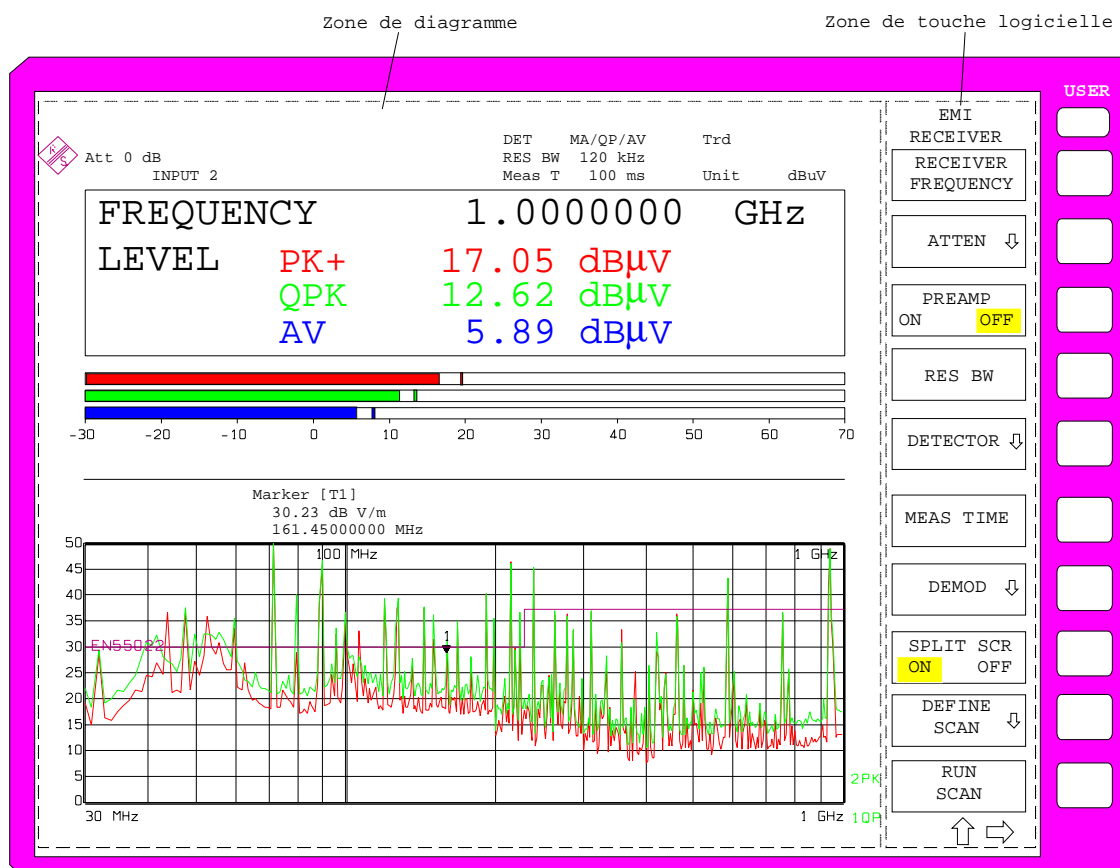 Zone de diagramme
Zone de touche logicielle
USER
R
S
DET MA/QP/AV Trd
Att 0 dB RES BW 120 kHz
INPUT 2 Meas T 100 ms Unit dBuV
FREQUENCY 1.0000000 GHz
LEVEL PK+ 17.05 dBµV
QPK 12.62 dBµV
AV 5.89 dBµV
-30 -20 -10 0 10 20 30 40 50 60 70
Marker [T1]
30.23 dB V/m
161.45000000 MHz
50
45
40
35
30
25
20
15
10
5
0
100 MHz
1 GHz
EN55022
1
30 MHz
1 GHz
2PK
1QP
EMI
RECEIVER
RECEIVER
FREQUENCY
ATTEN ⇩
PREAMP
ON OFF
RES BW
DETECTOR ⇩
MEAS TIME
DEMOD ⇩
SPLIT SCR
ON OFF
DEFINE
SCAN ⇩
RUN
SCAN